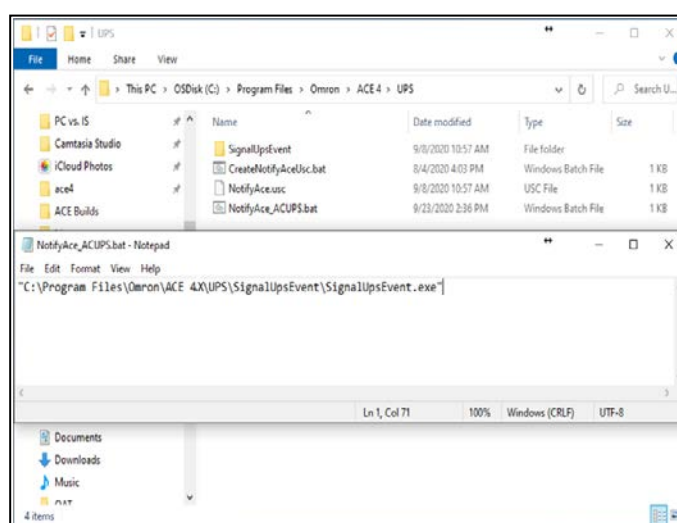 UPS
File Home Share View
This PC > OSDisk (C:) > Program Files > Omron > ACE 4 > UPS
Search U...
PC vs. IS
Camtasia Studio
iCloud Photos
ace4
ACE Builds
Name Date modified Type Size
SignalUpsEvent 9/8/2020 10:57 AM File folder
CreateNotifyAceUsc.bat 8/4/2020 4:03 PM Windows Batch File 1 KB
NotifyAce.usc 9/8/2020 10:57 AM USC File 1 KB
NotifyAce_ACUPS.bat 9/23/2020 2:36 PM Windows Batch File 1 KB
NotifyAce_ACUPS.bat - Notepad
File Edit Format View Help
"C:\Program Files\Omron\ACE 4X\UPS\SignalUpsEvent\SignalUpsEvent.exe"
Ln 1, Col 71 100% Windows (CRLF) UTF-8
Documents
Downloads
Music
4 items